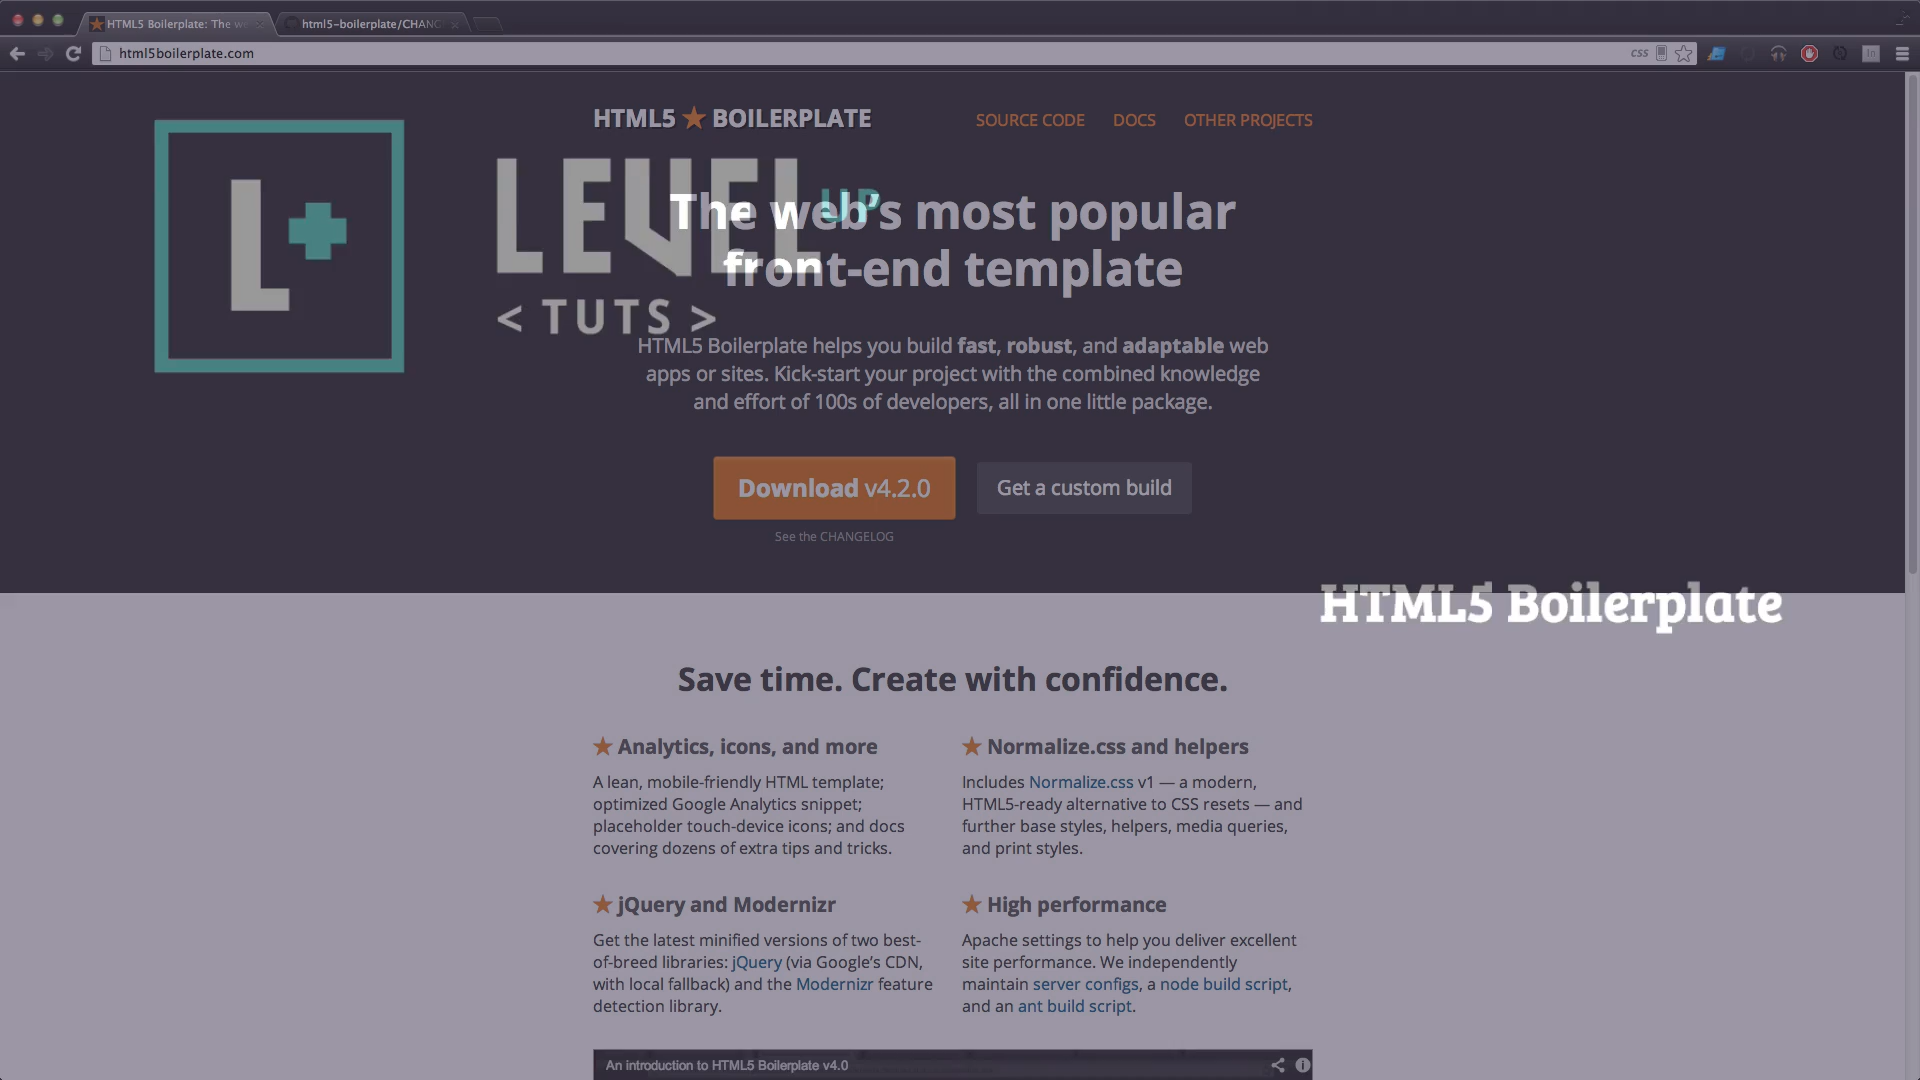 HTML5 Boilerplate: The we
html5-boilerplate/CHANG
html5boilerplate.com
css
In
HTML5 ★ BOILERPLATE
SOURCE CODE
DOCS
OTHER PROJECTS
L
LEVEL UP
< TUTS >
The web’s most popular
front-end template
HTML5 Boilerplate helps you build fast, robust, and adaptable web
apps or sites. Kick-start your project with the combined knowledge
and effort of 100s of developers, all in one little package.
Download v4.2.0
Get a custom build
See the CHANGELOG
HTML5 Boilerplate
Save time. Create with confidence.
★ Analytics, icons, and more
A lean, mobile-friendly HTML template;
optimized Google Analytics snippet;
placeholder touch-device icons; and docs
covering dozens of extra tips and tricks.
★ Normalize.css and helpers
Includes Normalize.css v1 — a modern,
HTML5-ready alternative to CSS resets — and
further base styles, helpers, media queries,
and print styles.
★ jQuery and Modernizr
Get the latest minified versions of two best-
of-breed libraries: jQuery (via Google’s CDN,
with local fallback) and the Modernizr feature
detection library.
★ High performance
Apache settings to help you deliver excellent
site performance. We independently
maintain server configs, a node build script,
and an ant build script.
An introduction to HTML5 Boilerplate v4.0